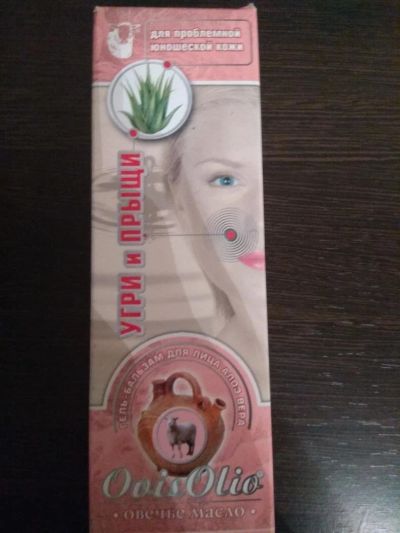 для проблемной
юношеской кожи
УГРИ и ПРЫЩИ
ГЕЛЬ-БАЛЬЗАМ ДЛЯ ЛИЦА АЛОЭ ВЕРА
OvisOlio®
• овечье масло •